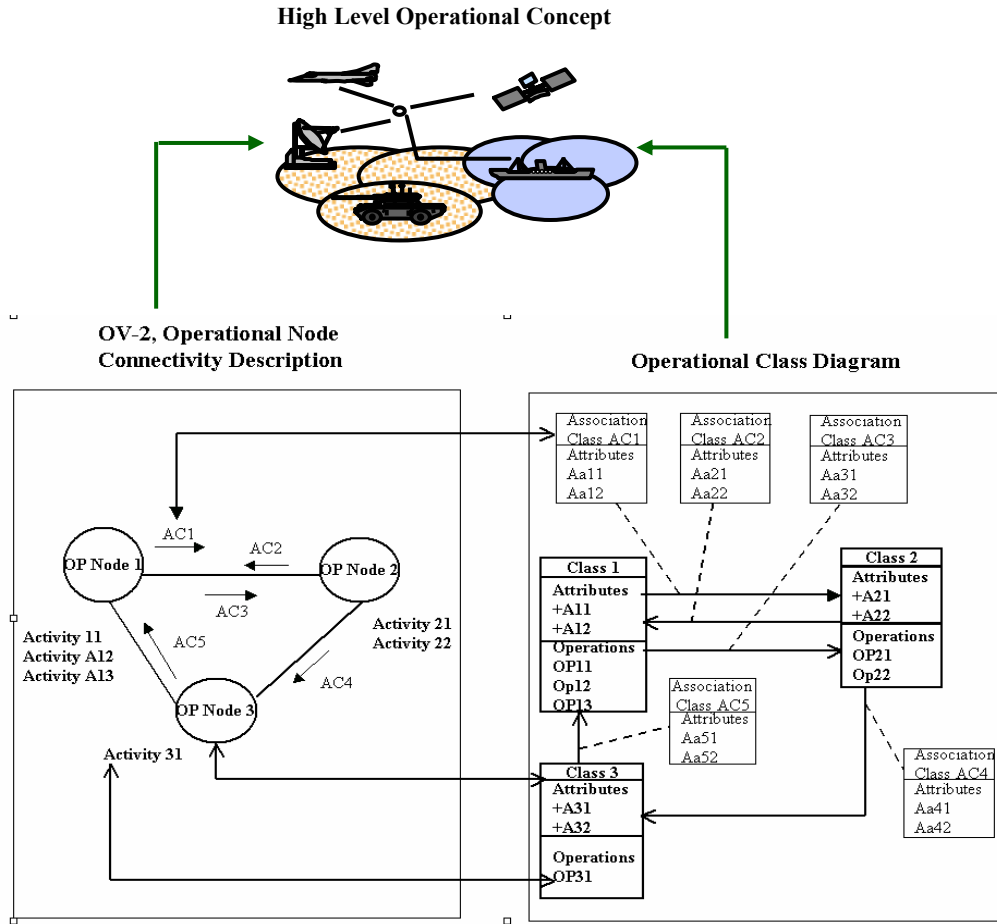 High Level Operational Concept
OV-2, Operational Node
Connectivity Description
AC1
AC2
OP Node 1
OP Node 2
AC3
Activity 11
Activity A12
Activity A13
AC5
Activity 21
Activity 22
AC4
OP Node 3
Activity 31
Operational Class Diagram
Association
Class AC1
Attributes
Aa11
Aa12
Association
Class AC2
Attributes
Aa21
Aa22
Association
Class AC3
Attributes
Aa31
Aa32
Class 1
Attributes
+A11
+A12
Operations
OP11
Op12
OP13
Class 2
Attributes
+A21
+A22
Operations
OP21
Op22
Association
Class AC5
Attributes
Aa51
Aa52
Class 3
Attributes
+A31
+A32
Operations
OP31
Association
Class AC4
Attributes
Aa41
Aa42